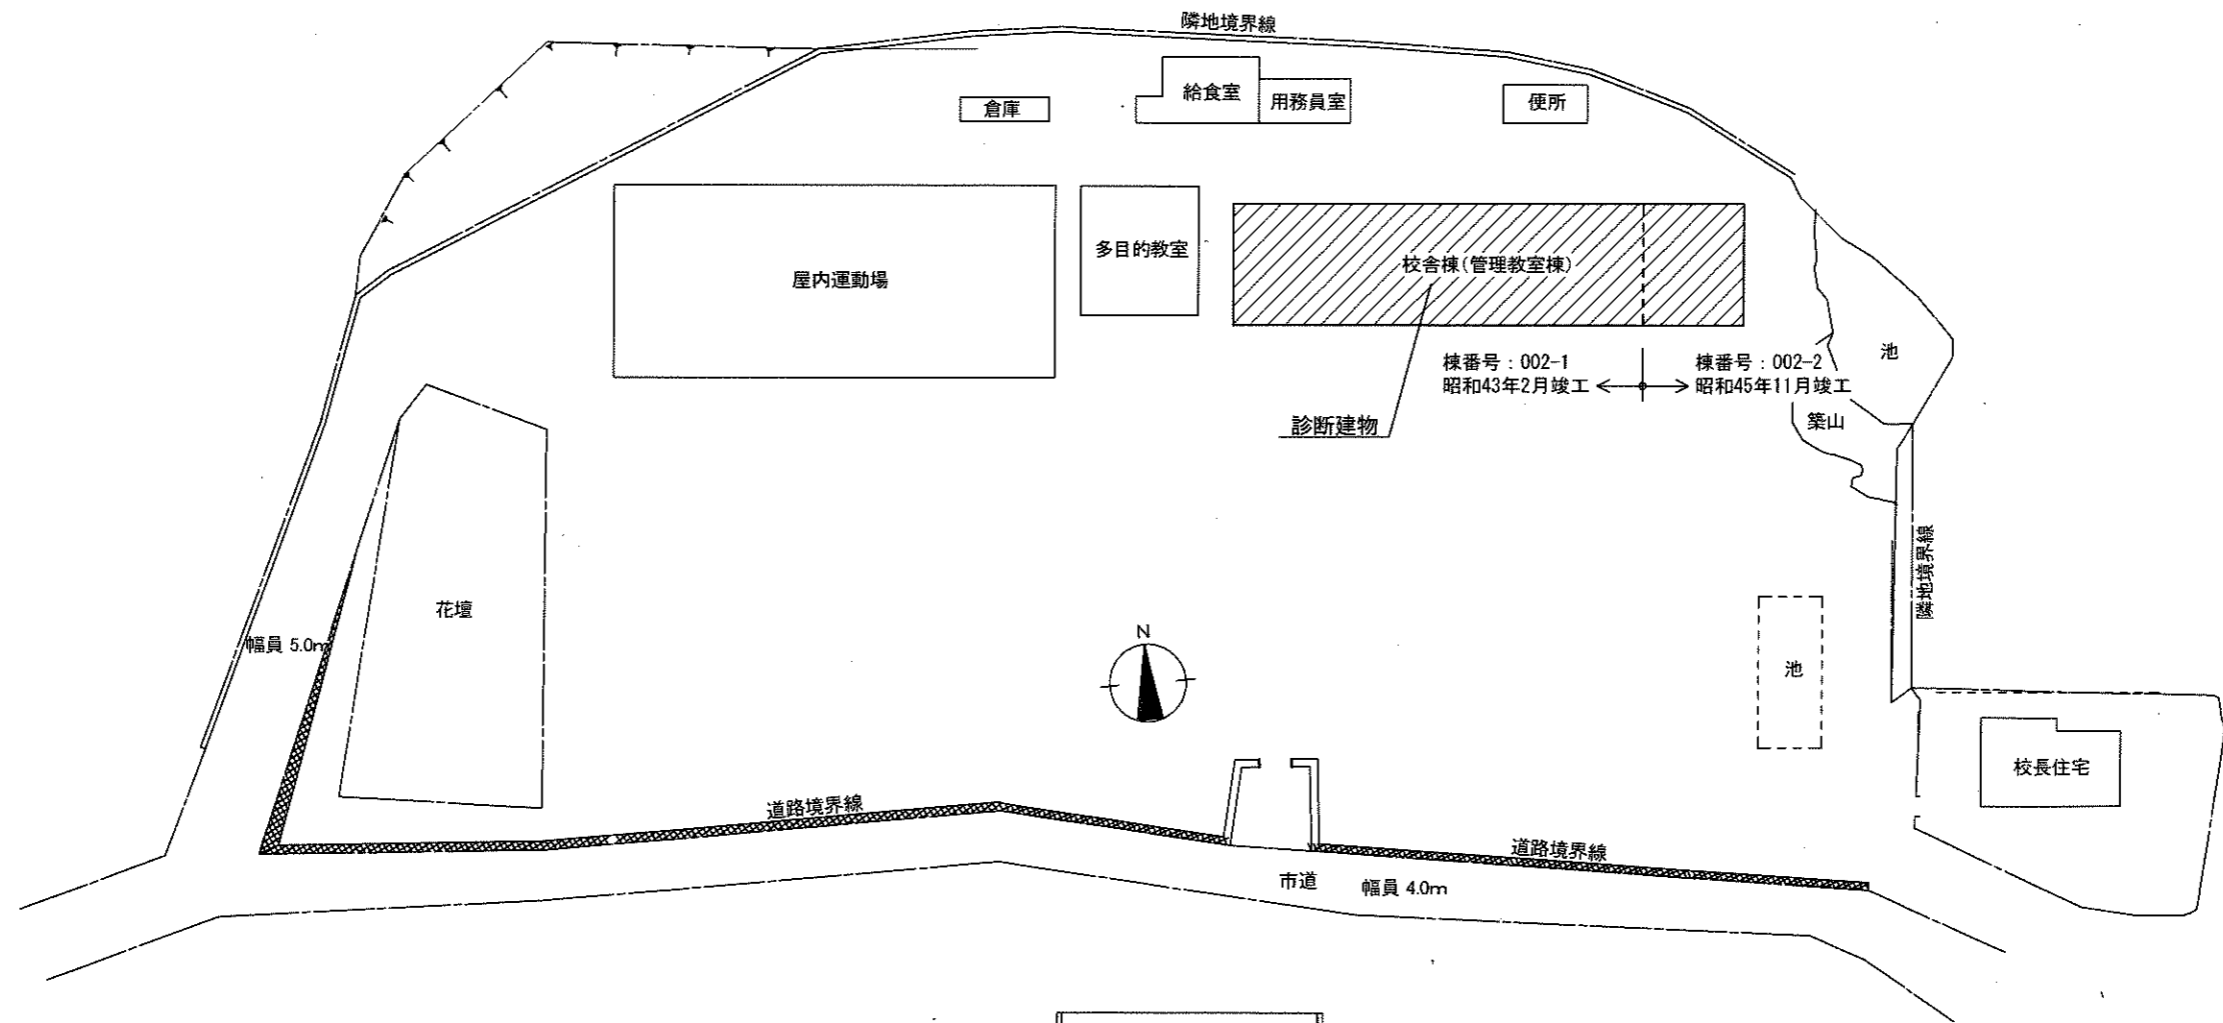 隣地境界線
倉庫
給食室
用務員室
便所
屋内運動場
多目的教室
校舎棟(管理教室棟)
棟番号：002-1
昭和43年2月竣工
棟番号：002-2
昭和45年11月竣工
診断建物
池
築山
隣地境界線
花壇
幅員 5.0m
N
池
校長住宅
道路境界線
道路境界線
市道
幅員 4.0m